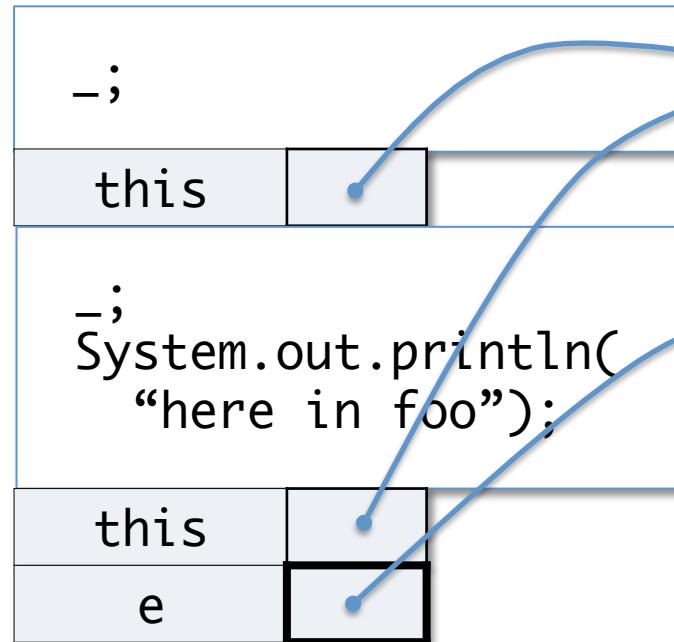 _;
this
_;
System.out.println(
“here in foo”);
this
e